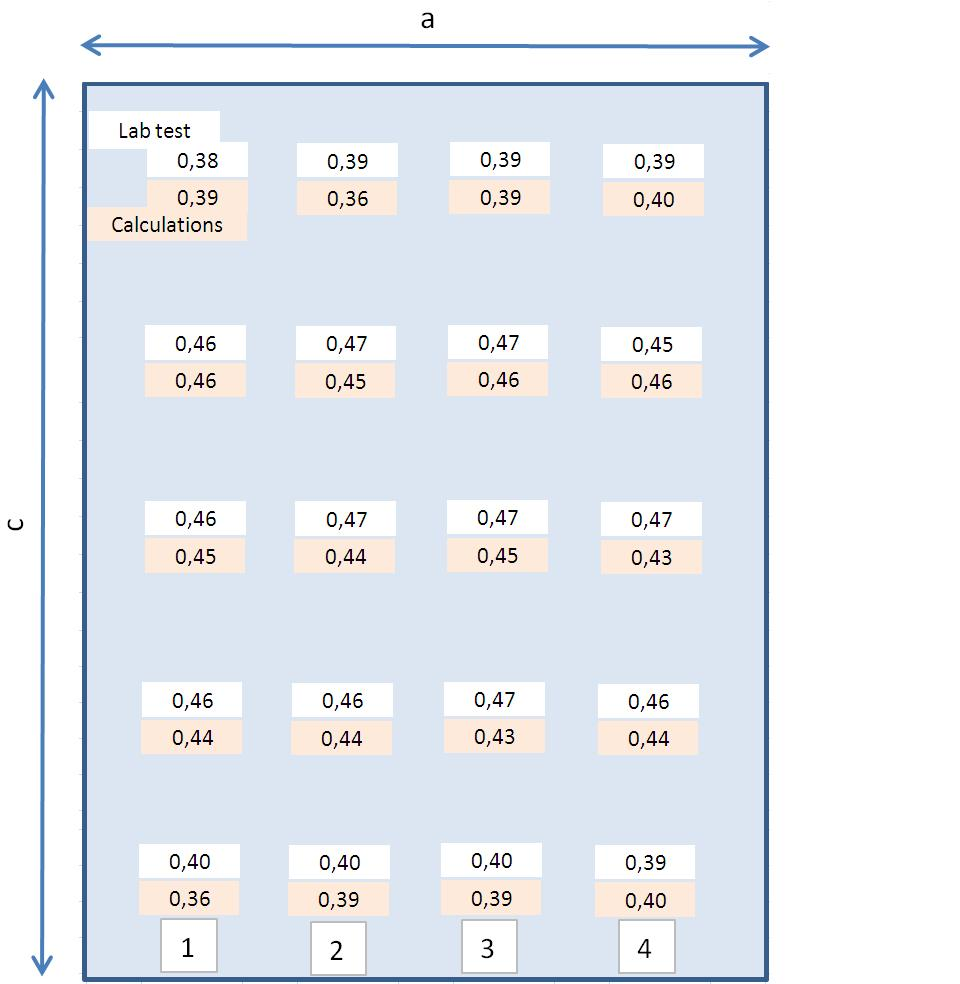 a
c
Lab test
0,38 0,39 0,39 0,39
0,39 0,36 0,39 0,40
Calculations
0,46 0,47 0,47 0,45
0,46 0,45 0,46 0,46
0,46 0,47 0,47 0,47
0,45 0,44 0,45 0,43
0,46 0,46 0,47 0,46
0,44 0,44 0,43 0,44
0,40 0,40 0,40 0,39
0,36 0,39 0,39 0,40
1 2 3 4